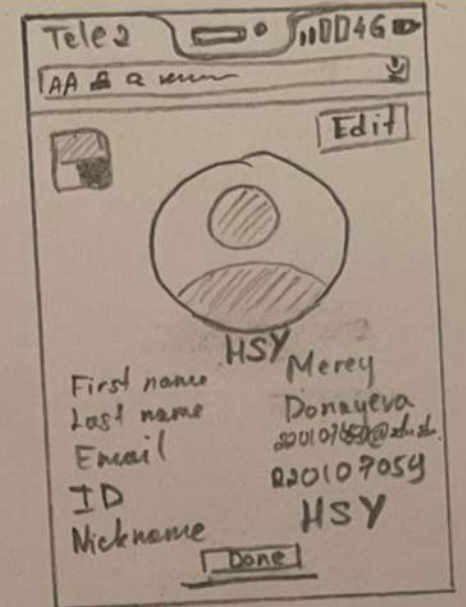 Tele2 4G
AA
Edit
HSY
First name Merey
Last name Donayeva
Email
ID 220107059
Nickname HSY
Done